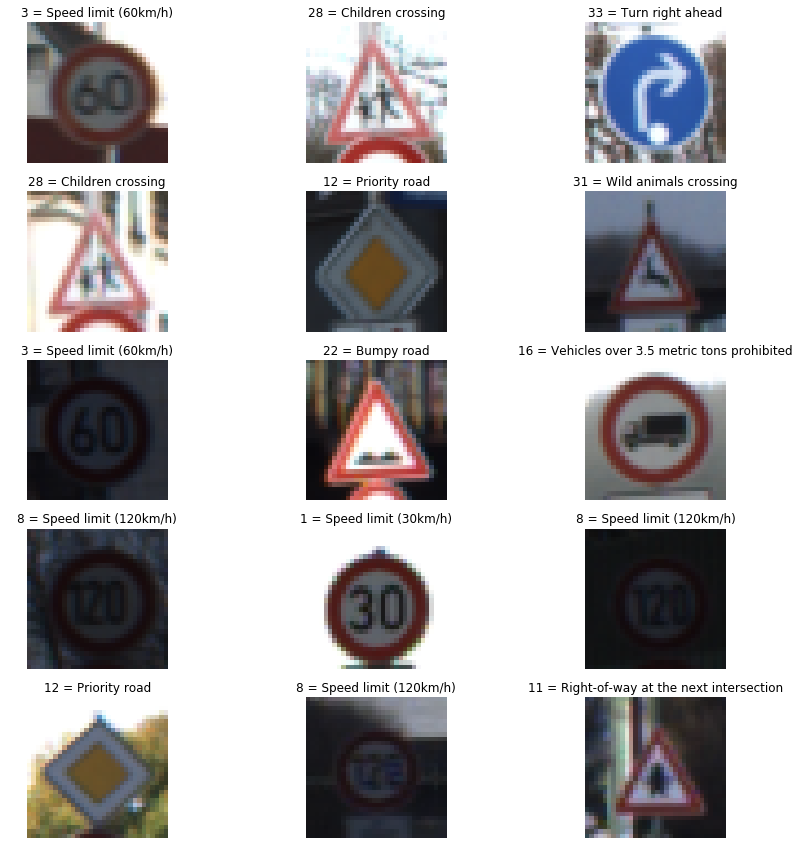 3 = Speed limit (60km/h)
28 = Children crossing
33 = Turn right ahead
60
28 = Children crossing
12 = Priority road
31 = Wild animals crossing
3 = Speed limit (60km/h)
22 = Bumpy road
16 = Vehicles over 3.5 metric tons prohibited
60
8 = Speed limit (120km/h)
1 = Speed limit (30km/h)
8 = Speed limit (120km/h)
120
30
120
12 = Priority road
8 = Speed limit (120km/h)
11 = Right-of-way at the next intersection